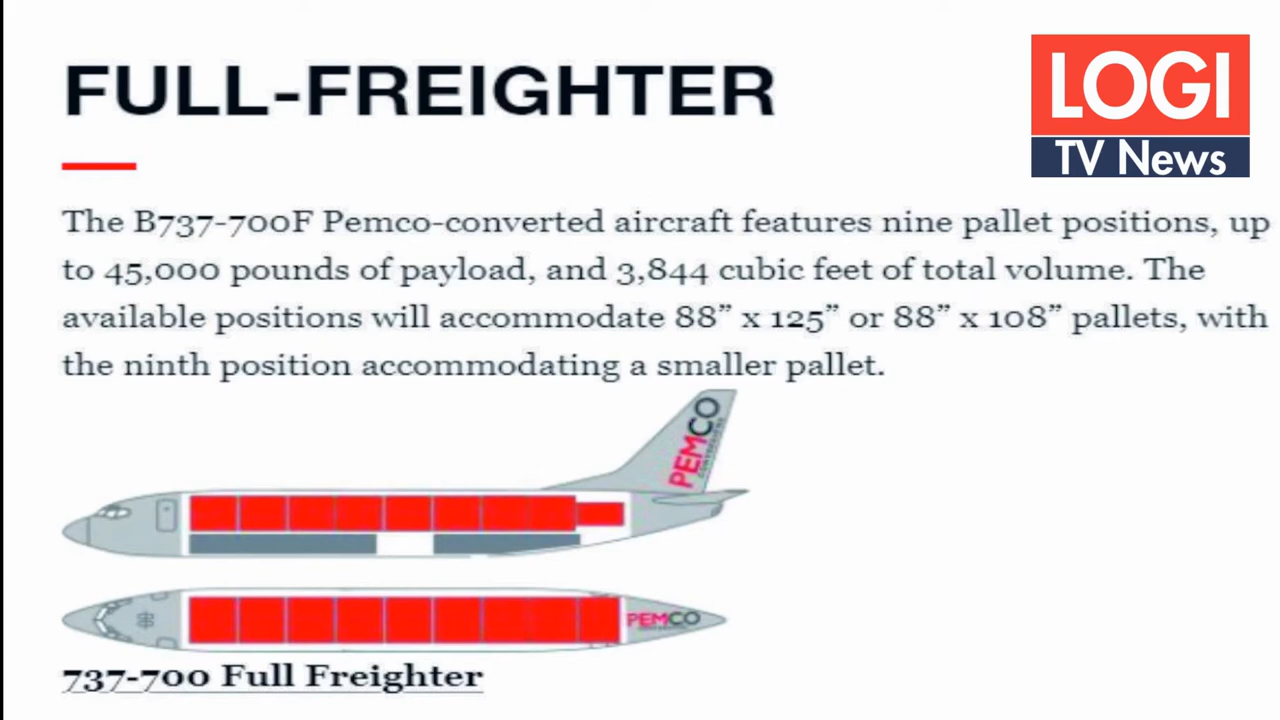 FULL-FREIGHTER
LOGI
TV News
The B737-700F Pemco-converted aircraft features nine pallet positions, up
to 45,000 pounds of payload, and 3,844 cubic feet of total volume. The
available positions will accommodate 88” x 125” or 88” x 108” pallets, with
the ninth position accommodating a smaller pallet.
PEMCO
PEMCO
737-700 Full Freighter